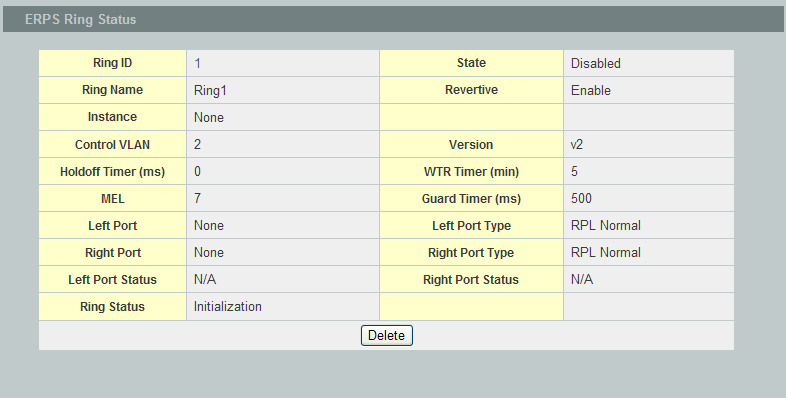 ERPS Ring Status
Ring ID 1 State Disabled
Ring Name Ring1 Revertive Enable
Instance None
Control VLAN 2 Version v2
Holdoff Timer (ms) 0 WTR Timer (min) 5
MEL 7 Guard Timer (ms) 500
Left Port None Left Port Type RPL Normal
Right Port None Right Port Type RPL Normal
Left Port Status N/A Right Port Status N/A
Ring Status Initialization
Delete